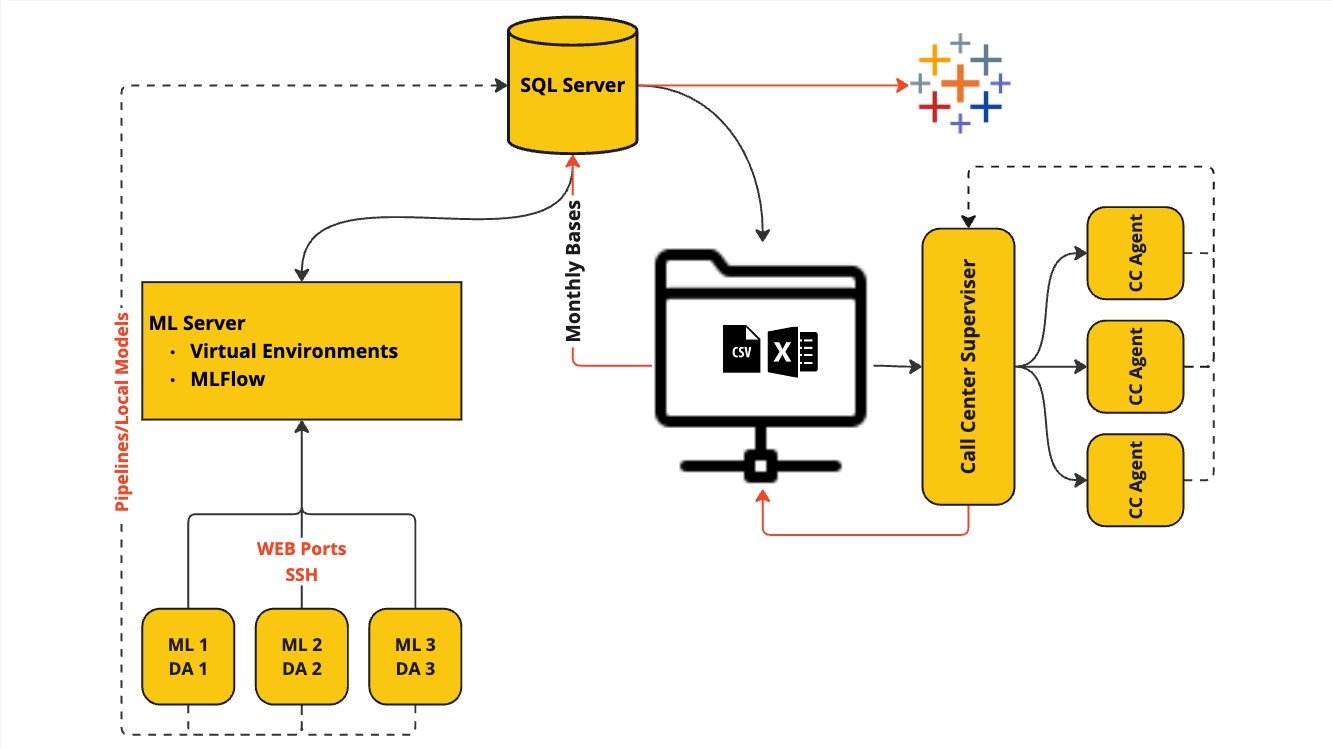 SQL Server
Monthly Bases
ML Server
· Virtual Environments
· MLFlow
Pipelines/Local Models
CSV
X
Call Center Superviser
CC Agent
CC Agent
CC Agent
WEB Ports
SSH
ML 1
DA 1
ML 2
DA 2
ML 3
DA 3